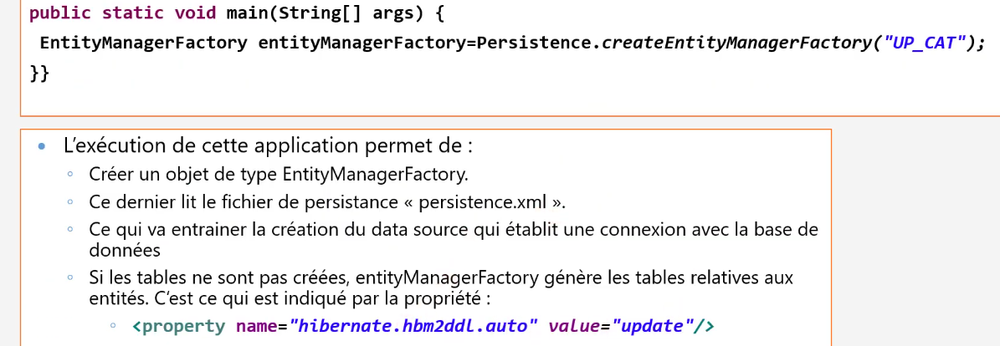 public static void main(String[] args) {
EntityManagerFactory entityManagerFactory=Persistence.createEntityManagerFactory("UP_CAT");
}}
• L’exécution de cette application permet de :
◦ Créer un objet de type EntityManagerFactory.
◦ Ce dernier lit le fichier de persistance « persistence.xml ».
◦ Ce qui va entrainer la création du data source qui établit une connexion avec la base de
données
◦ Si les tables ne sont pas créées, entityManagerFactory génère les tables relatives aux
entités. C’est ce qui est indiqué par la propriété :
◦ <property name="hibernate.hbm2ddl.auto" value="update"/>